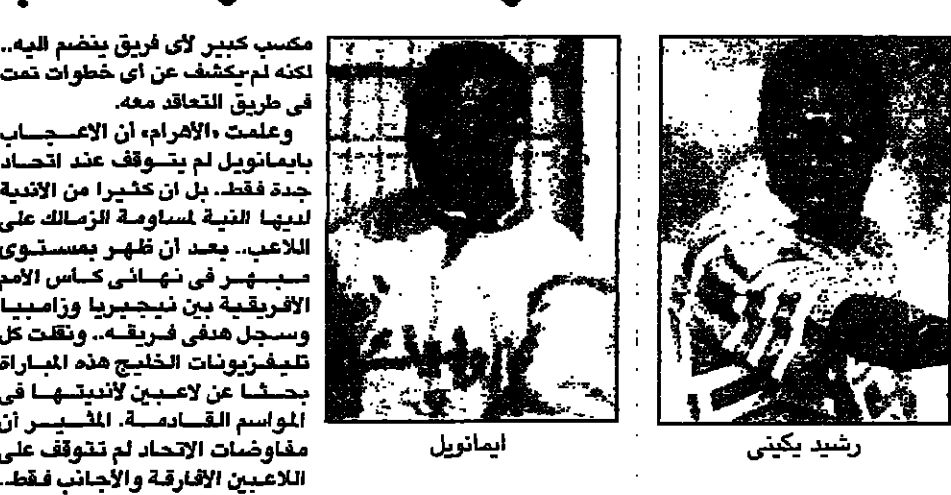 مكسب كبير لأى فريق ينضم اليه..
لكنه لم يكشف عن أى خطوات تمت
فى طريق التعاقد معه.
وعلمت «الأهرام» أن الاعجاب
بايمانويل لم يتوقف عند اتحاد
جدة فقط.. بل ان كثيرا من الاندية
لديها النية لمساومة الزمالك على
اللاعب.. بعد أن ظهر بمستوى
مبهر فى نهائى كأس الأمم
الافريقية بين نيجيريا وزامبيا
وسجل هدفى فريقه.. ونقلت كل
تليفزيونات الخليج هذه المباراة
بحثا عن لاعبين لأنديتها فى
المواسم القادمة. المثير أن
مفاوضات الاتحاد لم تتوقف على
اللاعبين الأفارقة والأجانب فقط..
رشيد يكينى
ايمانويل